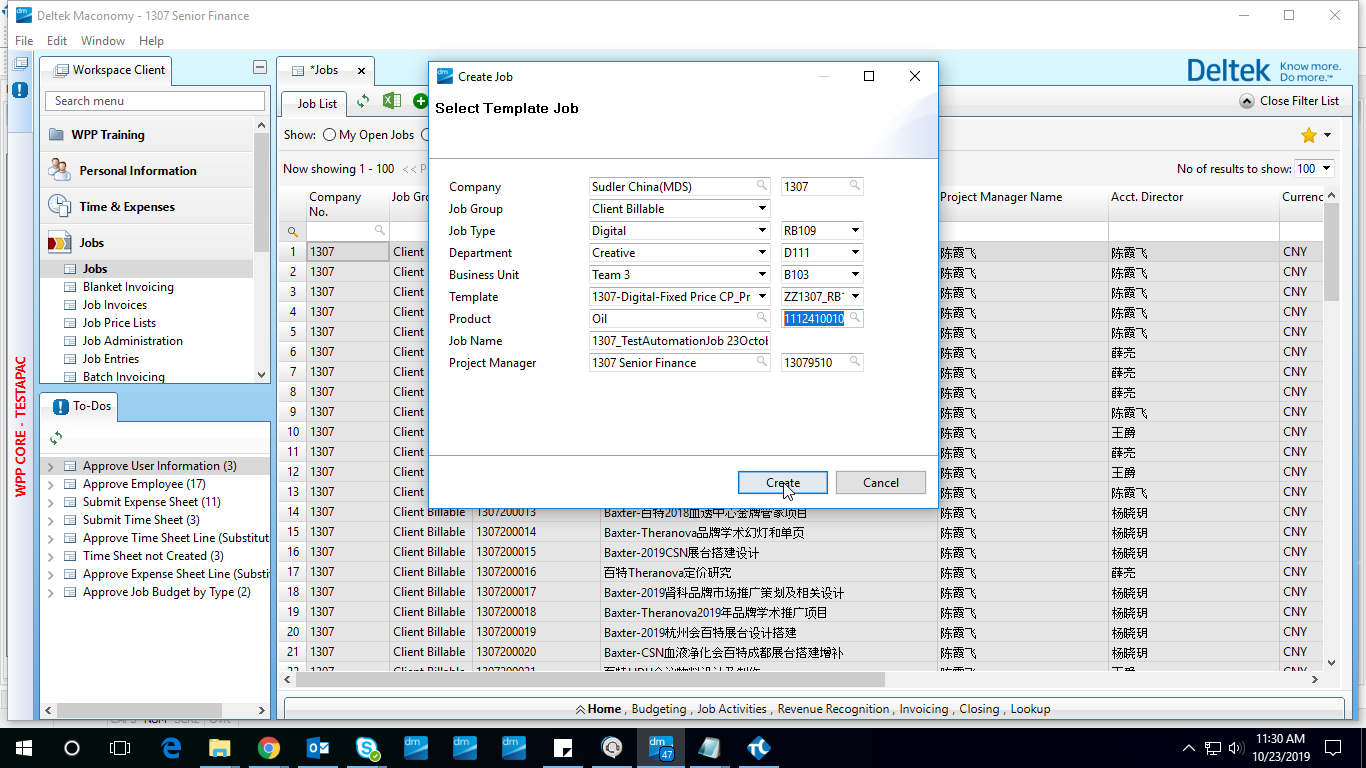 Deltek Maconomy - 1307 Senior Finance
File Edit Window Help
Workspace Client
Search menu
WPP Training
Personal Information
Time & Expenses
Jobs
Jobs
Blanket Invoicing
Job Invoices
Job Price Lists
Job Administration
Job Entries
Batch Invoicing
WPP CORE - TESTAPAC
To-Dos
Approve User Information (3)
Approve Employee (17)
Submit Expense Sheet (11)
Submit Time Sheet (3)
Approve Time Sheet Line (Substitut
Time Sheet not Created (3)
Approve Expense Sheet Line (Substi
Approve Job Budget by Type (2)
*Jobs
Deltek Know more. Do more.™
Job List
Close Filter List
Show: My Open Jobs
Now showing 1 - 100 << P
No of results to show: 100
Company No. Job Gro Project Manager Name Acct. Director Currenc
1 1307 Client 陈霞飞 陈霞飞 CNY
2 1307 Client 陈霞飞 陈霞飞 CNY
3 1307 Client 陈霞飞 陈霞飞 CNY
4 1307 Client 陈霞飞 陈霞飞 CNY
5 1307 Client 陈霞飞 陈霞飞 CNY
6 1307 Client 陈霞飞 薛亮 CNY
7 1307 Client 陈霞飞 薛亮 CNY
8 1307 Client 陈霞飞 薛亮 CNY
9 1307 Client 陈霞飞 陈霞飞 CNY
10 1307 Client 陈霞飞 王爵 CNY
11 1307 Client 陈霞飞 薛亮 CNY
12 1307 Client 陈霞飞 王爵 CNY
13 1307 Client 陈霞飞 陈霞飞 CNY
14 1307 Client Billable 1307200013 Baxter-百特2018血透中心金牌管家项目 陈霞飞 杨晓玥 CNY
15 1307 Client Billable 1307200014 Baxter-Theranova品牌学术幻灯和单页 陈霞飞 杨晓玥 CNY
16 1307 Client Billable 1307200015 Baxter-2019CSN展台搭建设计 陈霞飞 杨晓玥 CNY
17 1307 Client Billable 1307200016 百特Theranova定价研究 陈霞飞 薛亮 CNY
18 1307 Client Billable 1307200017 Baxter-2019肾科品牌市场推广策划及相关设计 陈霞飞 杨晓玥 CNY
19 1307 Client Billable 1307200018 Baxter-Theranova2019年品牌学术推广项目 陈霞飞 杨晓玥 CNY
20 1307 Client Billable 1307200019 Baxter-2019杭州会百特展台设计搭建 陈霞飞 杨晓玥 CNY
21 1307 Client Billable 1307200020 Baxter-CSN血液净化会百特成都展台搭建增补 陈霞飞 杨晓玥 CNY
Create Job
Select Template Job
Company Sudler China(MDS) 1307
Job Group Client Billable
Job Type Digital RB109
Department Creative D111
Business Unit Team 3 B103
Template 1307-Digital-Fixed Price CP_Pr ZZ1307_RB1
Product Oil 1112410010
Job Name 1307_TestAutomationJob 23Octob
Project Manager 1307 Senior Finance 13079510
Create Cancel
Home , Budgeting , Job Activities , Revenue Recognition , Invoicing , Closing , Lookup
dm 47
11:30 AM
10/23/2019